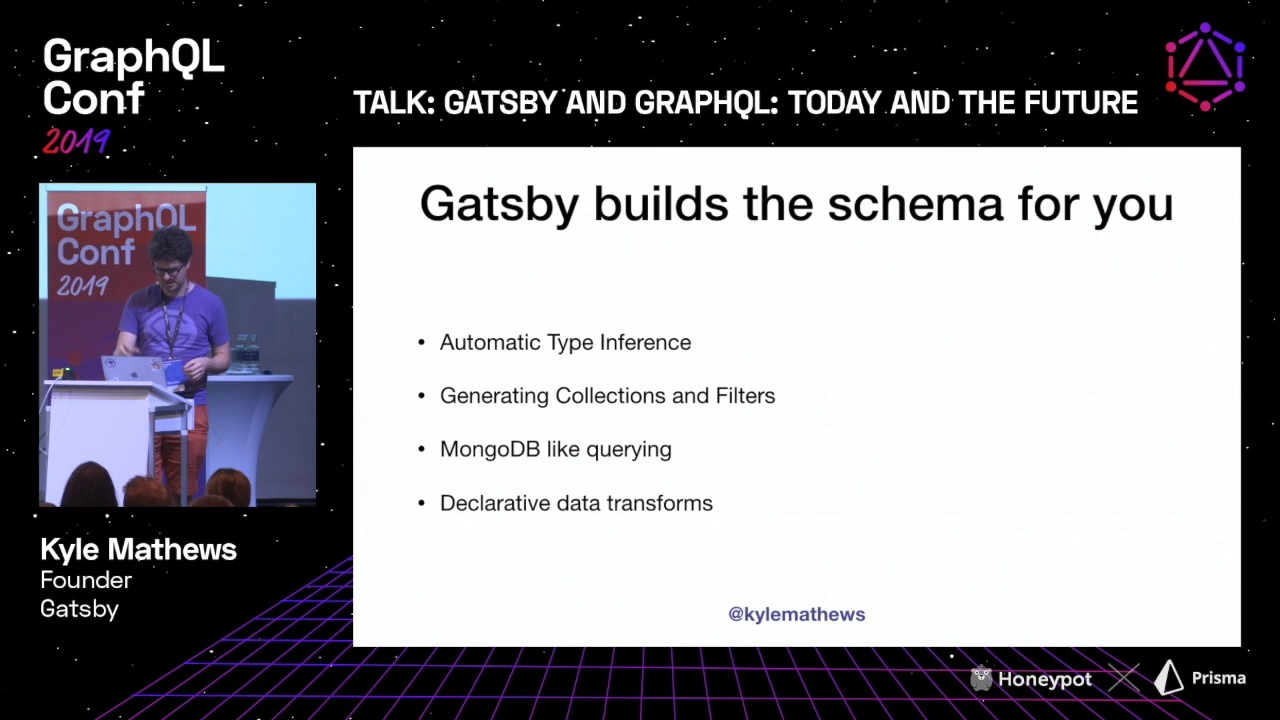 GraphQL
Conf
2019
TALK: GATSBY AND GRAPHQL: TODAY AND THE FUTURE
GraphQL
Conf
2019
Gatsby builds the schema for you
• Automatic Type Inference
• Generating Collections and Filters
• MongoDB like querying
• Declarative data transforms
@kylemathews
Kyle Mathews
Founder
Gatsby
Honeypot
Prisma